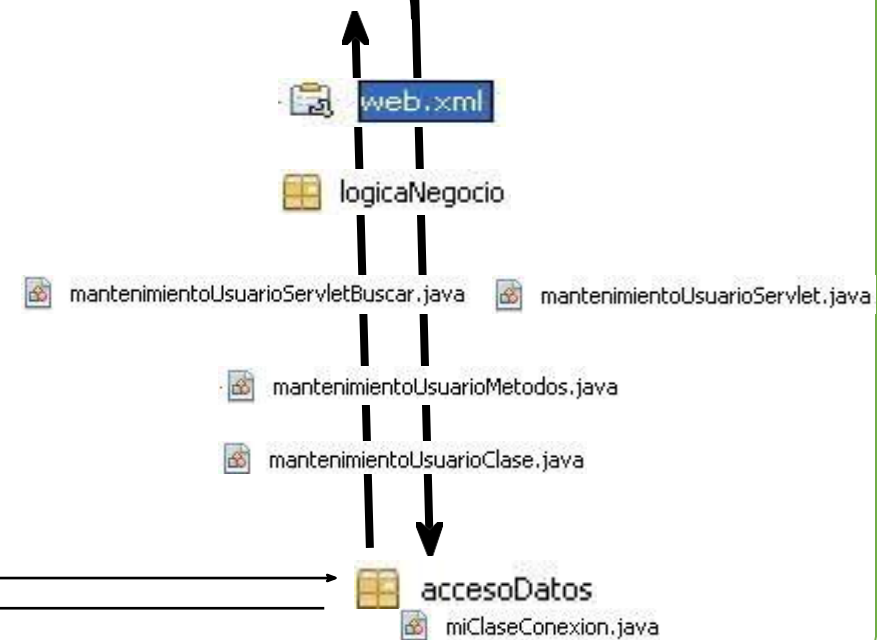 web.xml
logicaNegocio
mantenimientoUsuarioServletBuscar.java
mantenimientoUsuarioServlet.java
mantenimientoUsuarioMetodos.java
mantenimientoUsuarioClase.java
accesoDatos
miClaseConexion.java